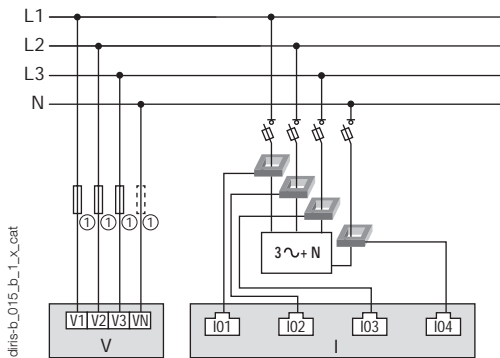 L1
L2
L3
N
① ① ① ①
3∿+ N
V1 V2 V3 VN
V
I01 I02 I03 I04
I
diris-b_015_b_1_x_cat